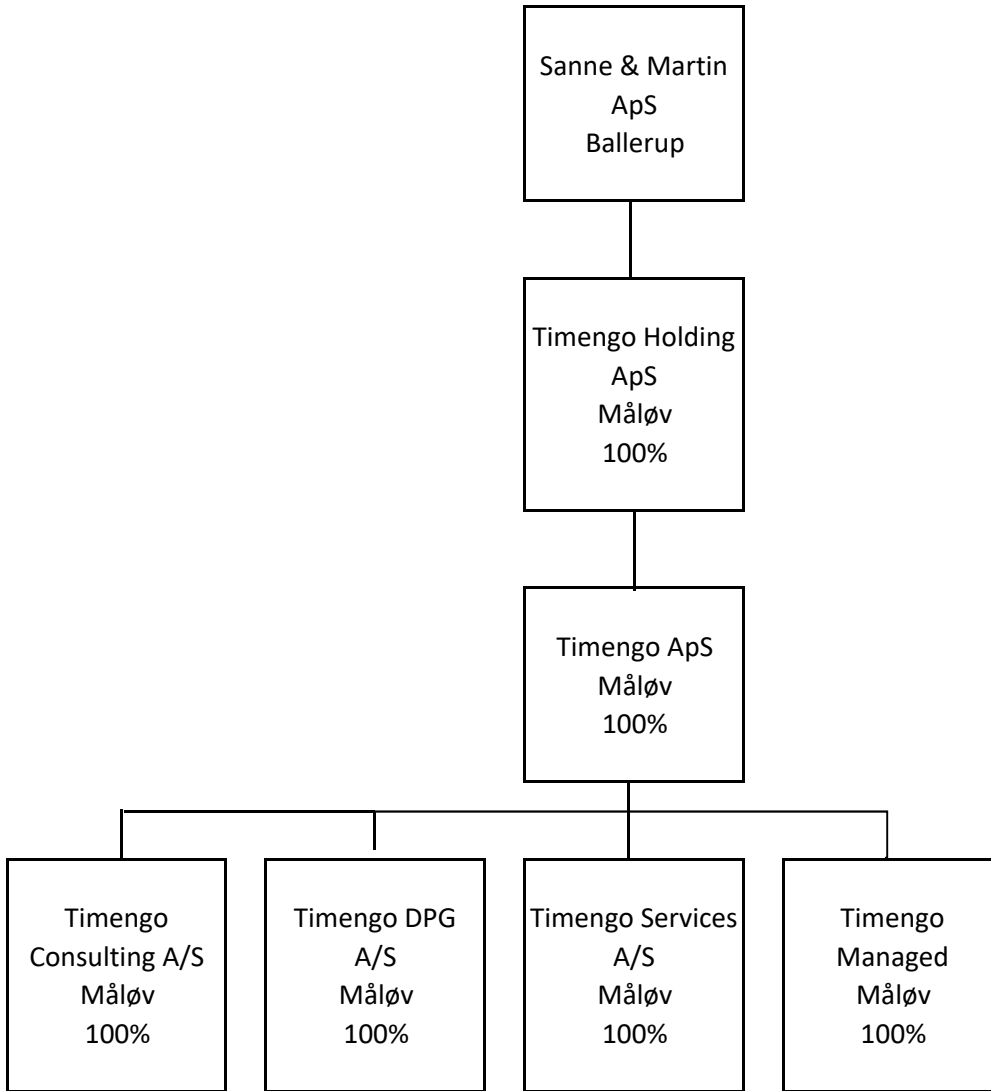 Sanne & Martin
ApS
Ballerup
Timengo Holding
ApS
Måløv
100%
Timengo ApS
Måløv
100%
Timengo
Consulting A/S
Måløv
100%
Timengo DPG
A/S
Måløv
100%
Timengo Services
A/S
Måløv
100%
Timengo
Managed
Måløv
100%